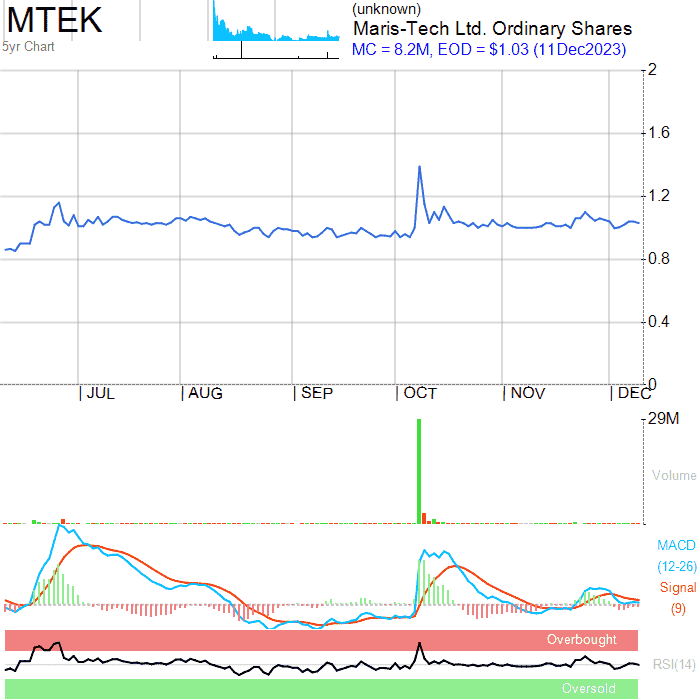 MTEK
5yr Chart
(unknown)
Maris-Tech Ltd. Ordinary Shares
MC = 8.2M, EOD = $1.03 (11Dec2023)
2
1.6
1.2
0.8
0.4
0
| JUL | AUG | SEP | OCT | NOV | DEC
29M
Volume
MACD
(12-26)
Signal
(9)
Overbought
RSI(14)
Oversold